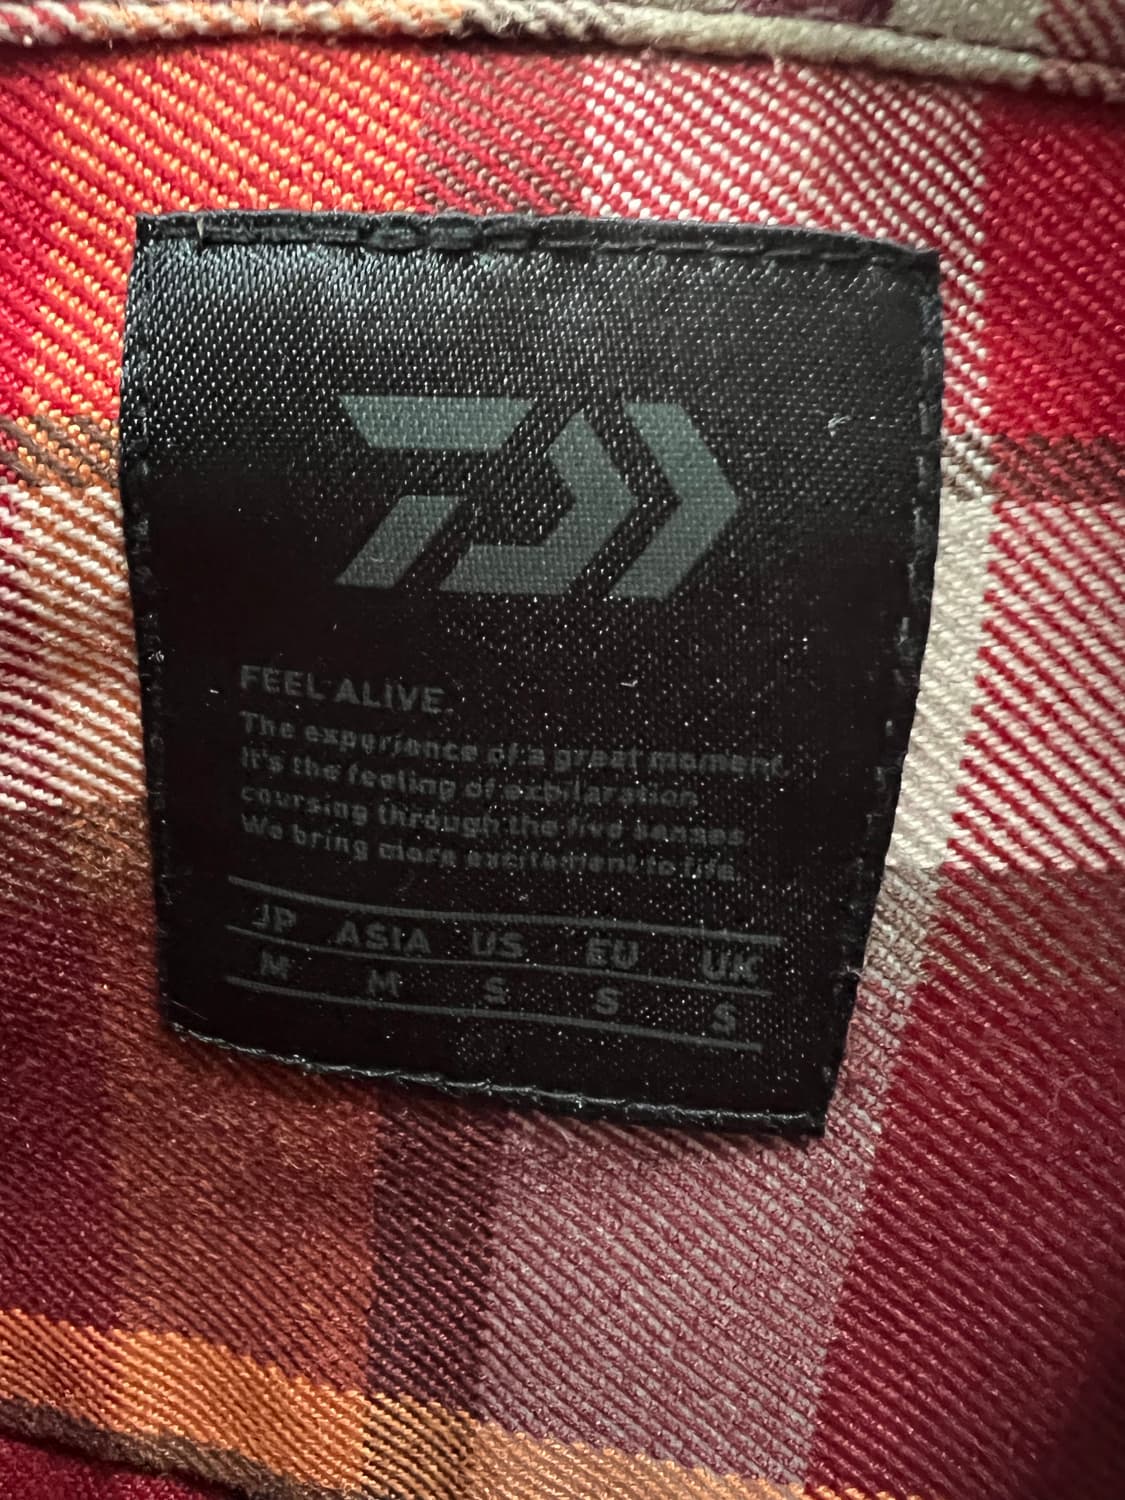 FEEL ALIVE.
The experience of a great moment.
It's the feeling of exhilaration
coursing through the five senses.
We bring more excitement to life.
JP ASIA US EU UK
M M S S S